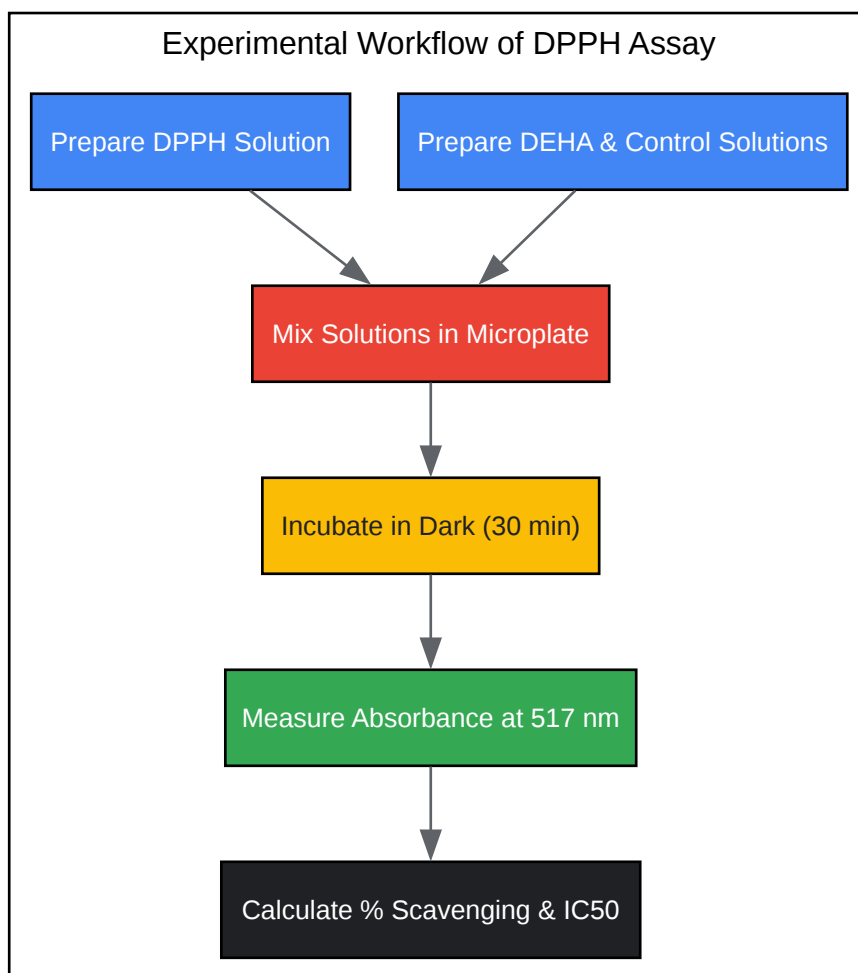 Experimental Workflow of DPPH Assay
Prepare DPPH Solution
Prepare DEHA & Control Solutions
Mix Solutions in Microplate
Incubate in Dark (30 min)
Measure Absorbance at 517 nm
Calculate % Scavenging & IC50